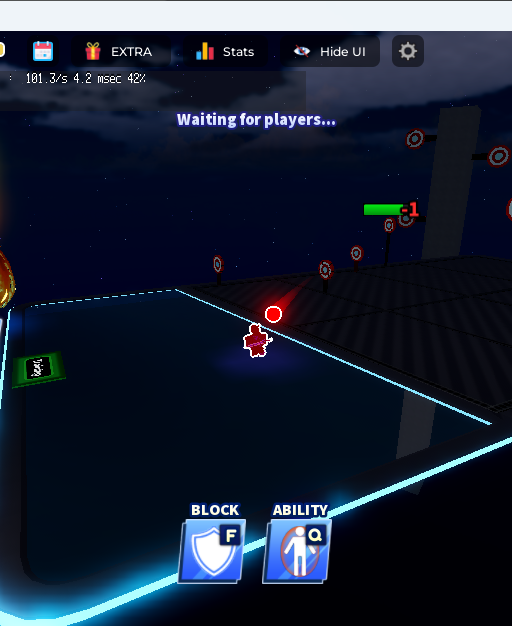 EXTRA
Stats
Hide UI
: 101.3/s 4.2 msec 42%
Waiting for players...
-1
BLOCK
ABILITY
F
Q